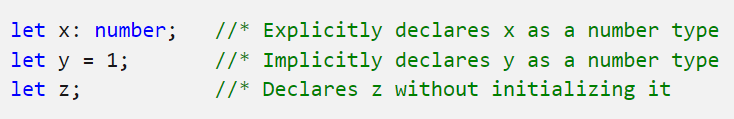 let x: number;   //* Explicitly declares x as a number type
let y = 1;       //* Implicitly declares y as a number type
let z;           //* Declares z without initializing it